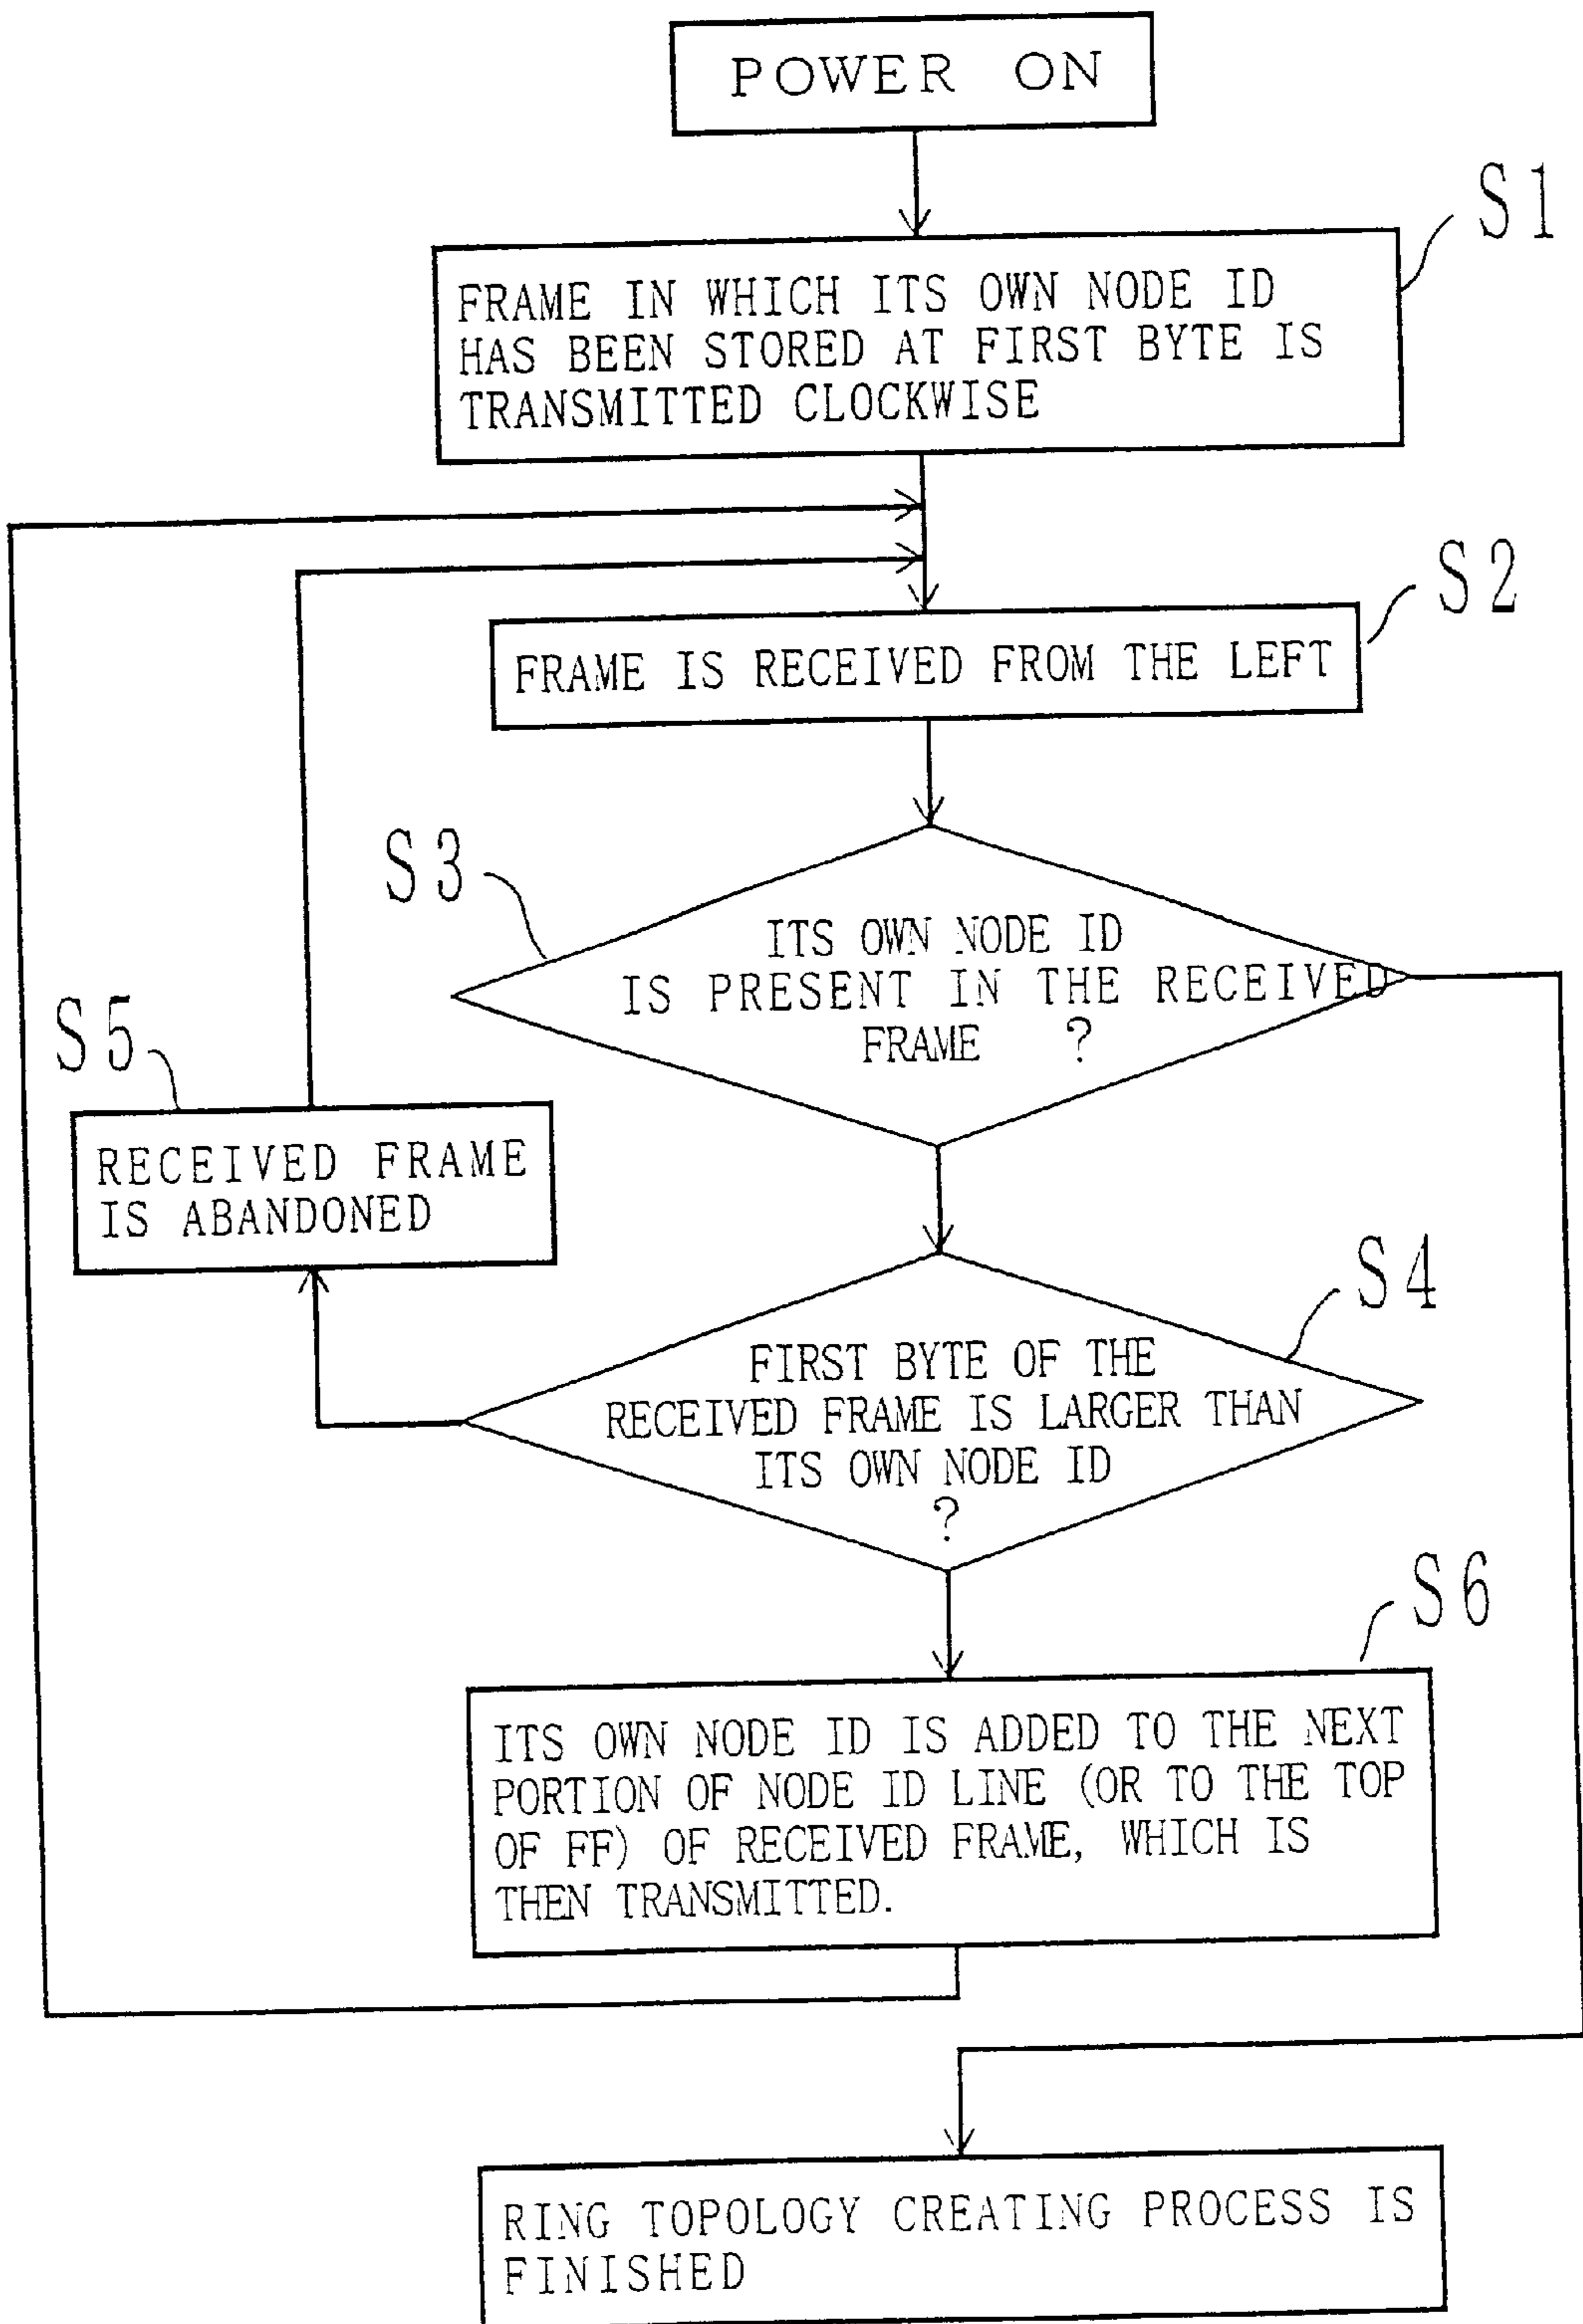 POWER ON
S1
FRAME IN WHICH ITS OWN NODE ID
HAS BEEN STORED AT FIRST BYTE IS
TRANSMITTED CLOCKWISE
S2
FRAME IS RECEIVED FROM THE LEFT
S3
ITS OWN NODE ID
IS PRESENT IN THE RECEIVED
FRAME ?
S5
RECEIVED FRAME
IS ABANDONED
S4
FIRST BYTE OF THE
RECEIVED FRAME IS LARGER THAN
ITS OWN NODE ID
?
S6
ITS OWN NODE ID IS ADDED TO THE NEXT
PORTION OF NODE ID LINE (OR TO THE TOP
OF FF) OF RECEIVED FRAME, WHICH IS
THEN TRANSMITTED.
RING TOPOLOGY CREATING PROCESS IS
FINISHED